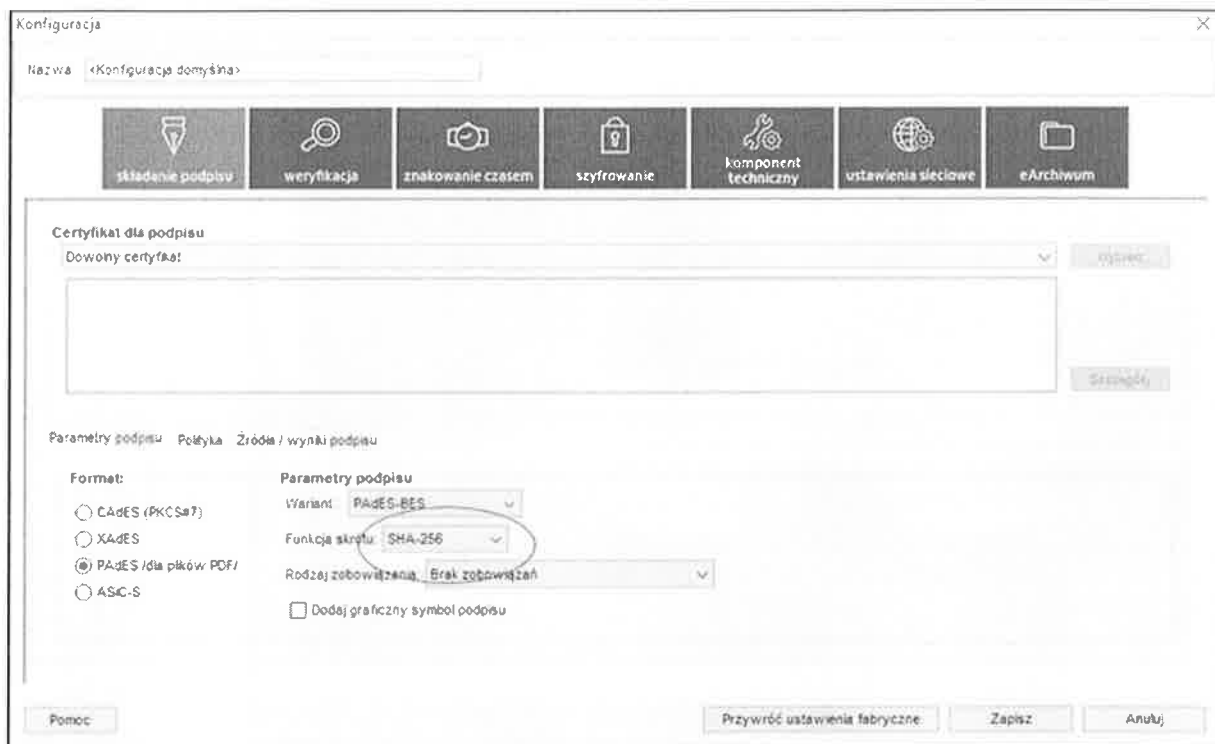 Konfiguracja
Nazwa <Konfiguracja domyślna>
składanie podpisu weryfikacja znakowanie czasem szyfrowanie komponent techniczny ustawienia sieciowe eArchiwum
Certyfikat dla podpisu
Dowolny certyfikat
Szczegóły
Parametry podpisu Polityka Źródła / wyniki podpisu
Format: Parametry podpisu
Wariant: PAdES-BES
CAdES (PKCS#7)
Funkcja skrótu: SHA-256
XAdES
PAdES /dla plików PDF/
Rodzaj zobowiązania: Brak zobowiązań
ASiC-S
Dodaj graficzny symbol podpisu
Pomoc Przywróć ustawienia fabryczne Zapisz Anuluj